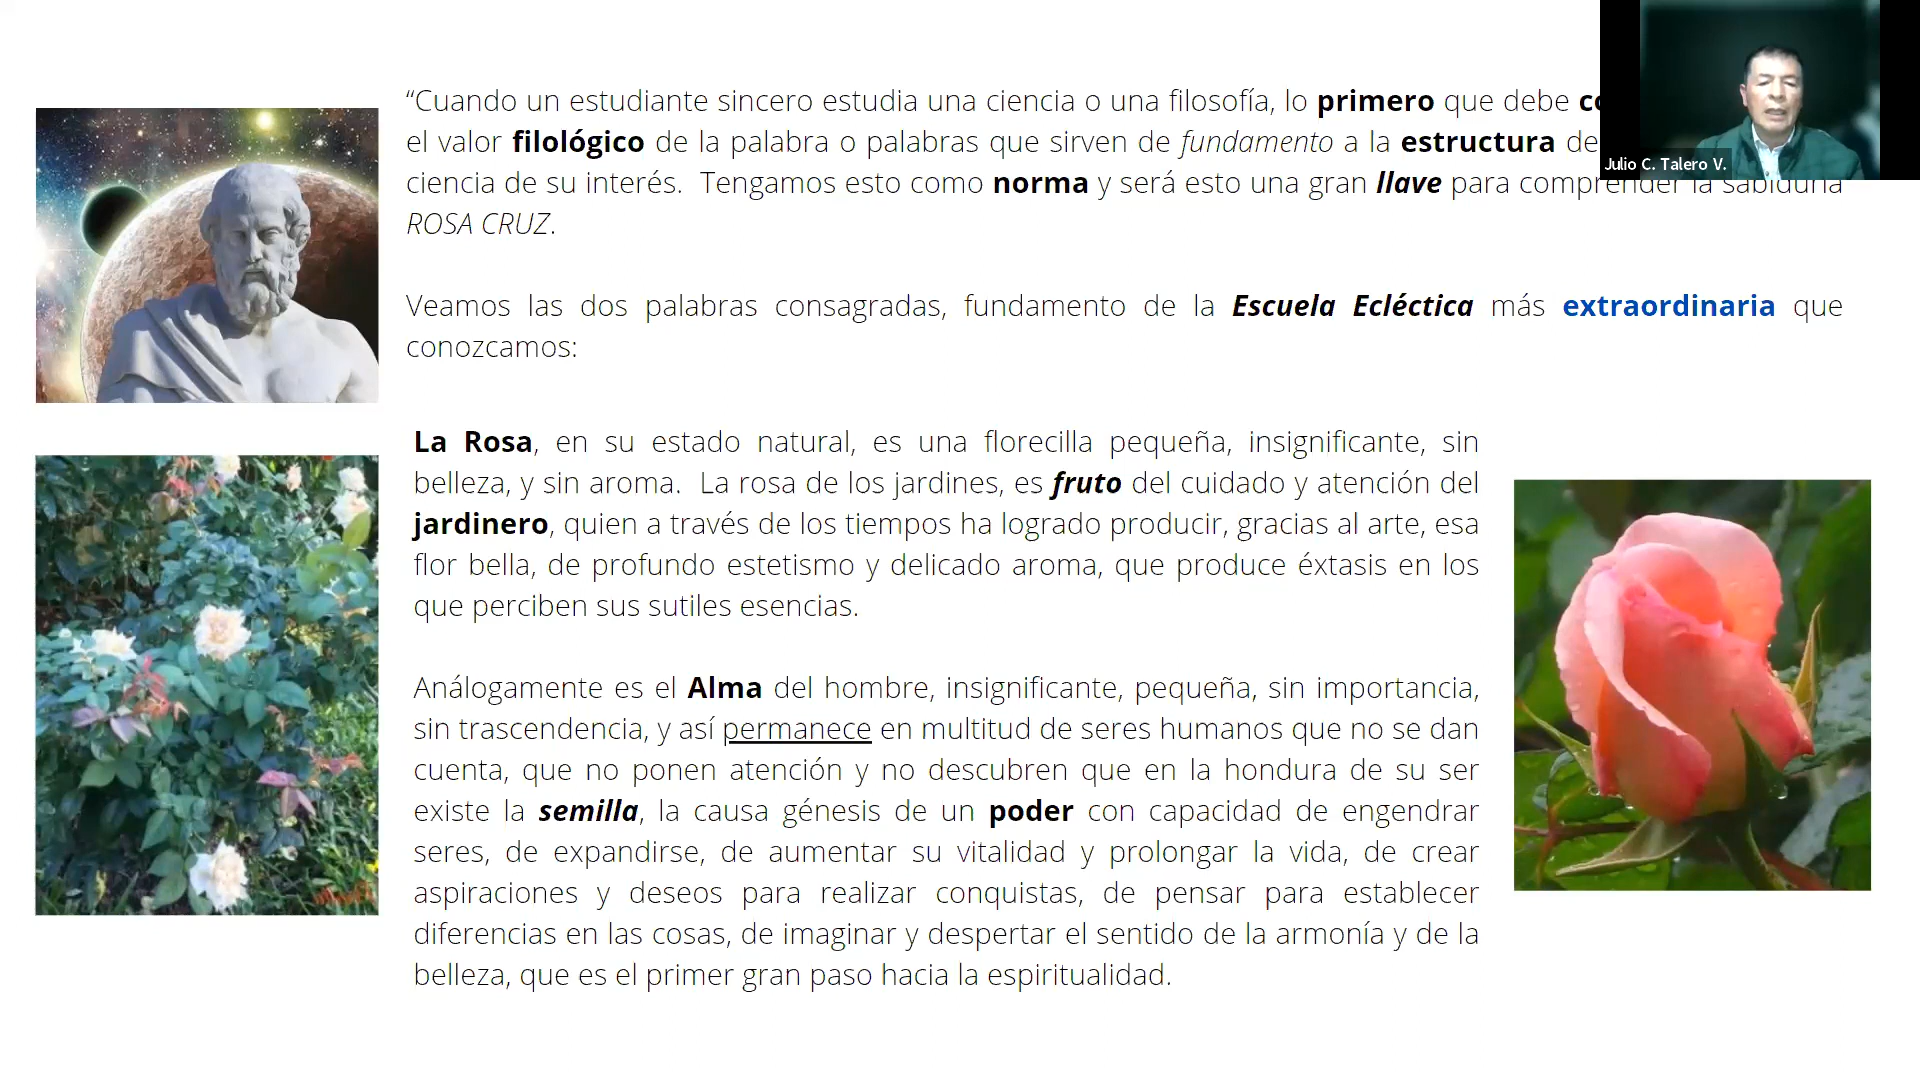 “Cuando un estudiante sincero estudia una ciencia o una filosofía, lo primero que debe
el valor filológico de la palabra o palabras que sirven de fundamento a la estructura
ciencia de su interés. Tengamos esto como norma y será esto una gran llave para comprender la sabiduría
ROSA CRUZ.
Veamos las dos palabras consagradas, fundamento de la Escuela Ecléctica más extraordinaria que
conozcamos:
La Rosa, en su estado natural, es una florecilla pequeña, insignificante, sin
belleza, y sin aroma. La rosa de los jardines, es fruto del cuidado y atención del
jardinero, quien a través de los tiempos ha logrado producir, gracias al arte, esa
flor bella, de profundo estetismo y delicado aroma, que produce éxtasis en los
que perciben sus sutiles esencias.
Análogamente es el Alma del hombre, insignificante, pequeña, sin importancia,
sin trascendencia, y así permanece en multitud de seres humanos que no se dan
cuenta, que no ponen atención y no descubren que en la hondura de su ser
existe la semilla, la causa génesis de un poder con capacidad de engendrar
seres, de expandirse, de aumentar su vitalidad y prolongar la vida, de crear
aspiraciones y deseos para realizar conquistas, de pensar para establecer
diferencias en las cosas, de imaginar y despertar el sentido de la armonía y de la
belleza, que es el primer gran paso hacia la espiritualidad.
Julio C. Talero V.